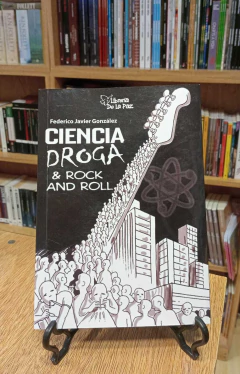 Librería
De La Paz
Federico Javier González
CIENCIA
DROGA
& ROCK
AND ROLL